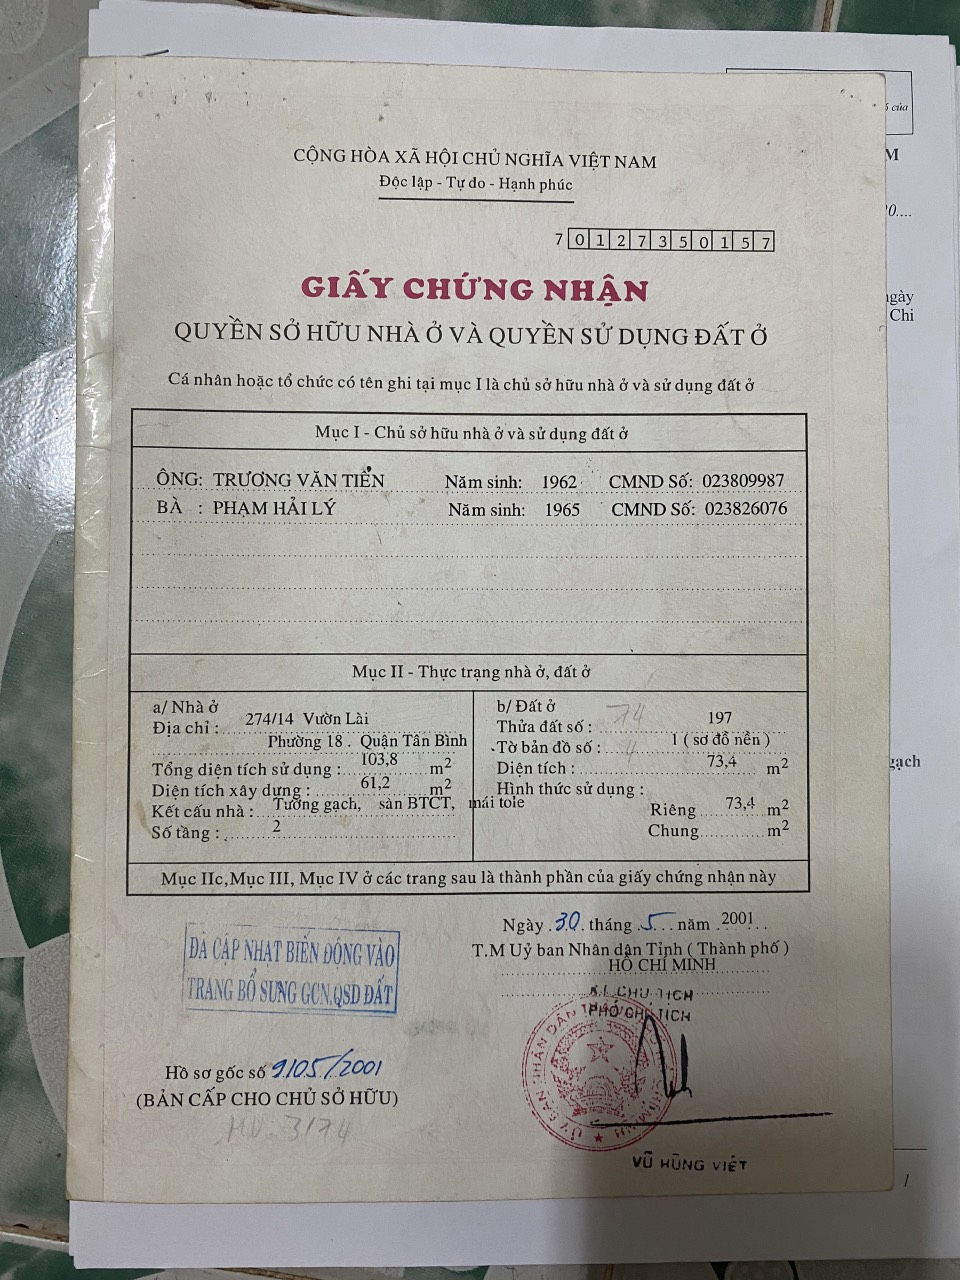 CỘNG HÒA XÃ HỘI CHỦ NGHĨA VIỆT NAM
Độc lập - Tự do - Hạnh phúc
7 0127350157
GIẤY CHỨNG NHẬN
QUYỀN SỞ HỮU NHÀ Ở VÀ QUYỀN SỬ DỤNG ĐẤT Ở
Cá nhân hoặc tổ chức có tên ghi tại mục I là chủ sở hữu nhà ở và sử dụng đất ở
Mục I - Chủ sở hữu nhà ở và sử dụng đất ở
ÔNG: TRƯƠNG VĂN TIỂN Năm sinh: 1962 CMND Số: 023809987
BÀ : PHẠM HẢI LÝ Năm sinh: 1965 CMND Số: 023826076
Mục II - Thực trạng nhà ở, đất ở
a/ Nhà ở
Địa chỉ : 274/14 Vườn Lài
Phường 18 . Quận Tân Bình
Tổng diện tích sử dụng : 103,8 m2
Diện tích xây dựng : 61,2 m2
Kết cấu nhà : Tường gạch, sàn BTCT, mái tole
Số tầng : 2
b/ Đất ở
Thửa đất số : 74 197
Tờ bản đồ số : 4 1 ( sơ đồ nền )
Diện tích : 73,4 m2
Hình thức sử dụng :
Riêng 73,4 m2
Chung m2
Mục IIc,Mục III, Mục IV ở các trang sau là thành phần của giấy chứng nhận này
Ngày 30 tháng 5 năm 2001
T.M Uỷ ban Nhân dân Tỉnh ( Thành phố )
HỒ CHÍ MINH
KT. CHỦ TỊCH
PHÓ CHỦ TỊCH
ĐÃ CẬP NHẬT BIẾN ĐỘNG VÀO
TRANG BỔ SUNG GCN.QSD ĐẤT
Hồ sơ gốc số 9105/2001
(BẢN CẤP CHO CHỦ SỞ HỮU)
3174
VŨ HÙNG VIỆT
của
M
0....
ngày
Chi
gạch
1